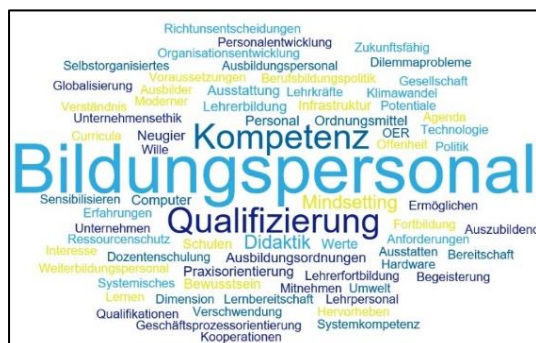 Richtunsentscheidungen
Personalentwicklung Zukunftsfähig
Organisationsentwicklung
Selbstorganisiertes Ausbildungspersonal Dilemmaprobleme
Voraussetzungen Berufsbildungspolitik Gesellschaft
Globalisierung Ausbilder Ausstattung Lehrkräfte Klimawandel
Verständnis Moderner Lehrerbildung Infrastruktur Potentiale
Unternehmensethik Personal Ordnungsmittel Agenda
Curricula Neugier Kompetenz OER Technologie
Wille Offenheit Politik
Bildungspersonal
Sensibilisieren Computer Mindsetting Ermöglichen
Erfahrungen Qualifizierung Fortbildung
Unternehmen Auszubildend
Ressourcenschutz Schulen Didaktik Werte Anforderungen
Interesse Dozentenschulung Ausbildungsordnungen Ausstatten Bereitschaft
Weiterbildungspersonal Praxisorientierung Lehrerfortbildung Hardware Begeisterung
Systemisches Bewusstsein Mitnehmen Umwelt
Lernen Dimension Lernbereitschaft Lehrpersonal
Qualifikationen Verschwendung Hervorheben
Geschäftsprozessorientierung Systemkompetenz
Kooperationen